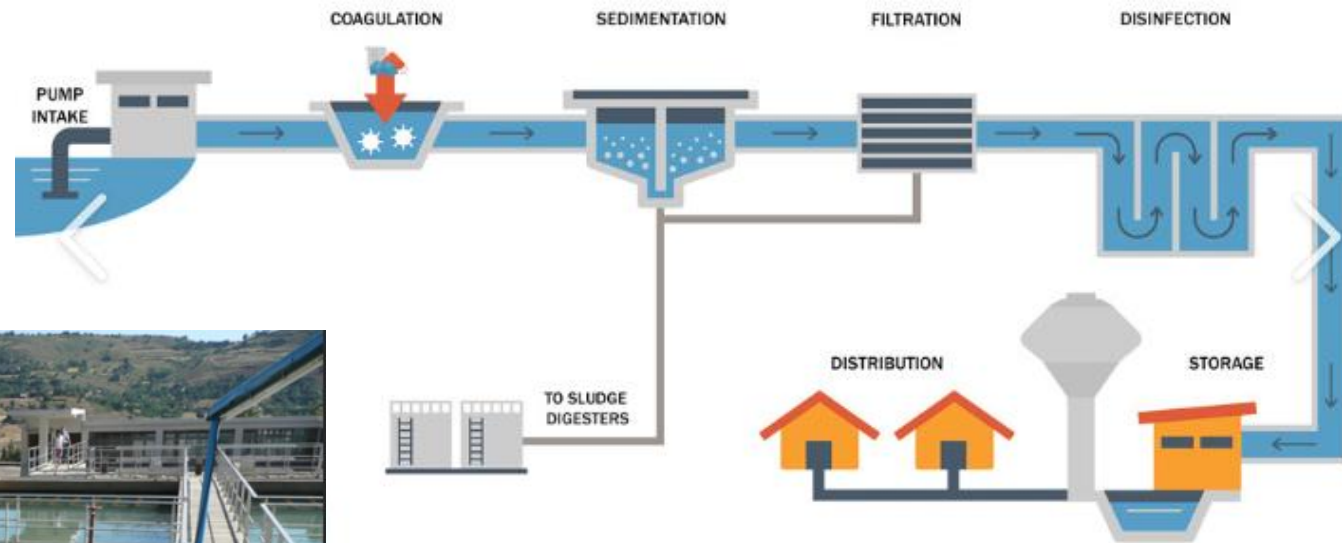 COAGULATION
SEDIMENTATION
FILTRATION
DISINFECTION
PUMP
INTAKE
DISTRIBUTION
STORAGE
TO SLUDGE
DIGESTERS